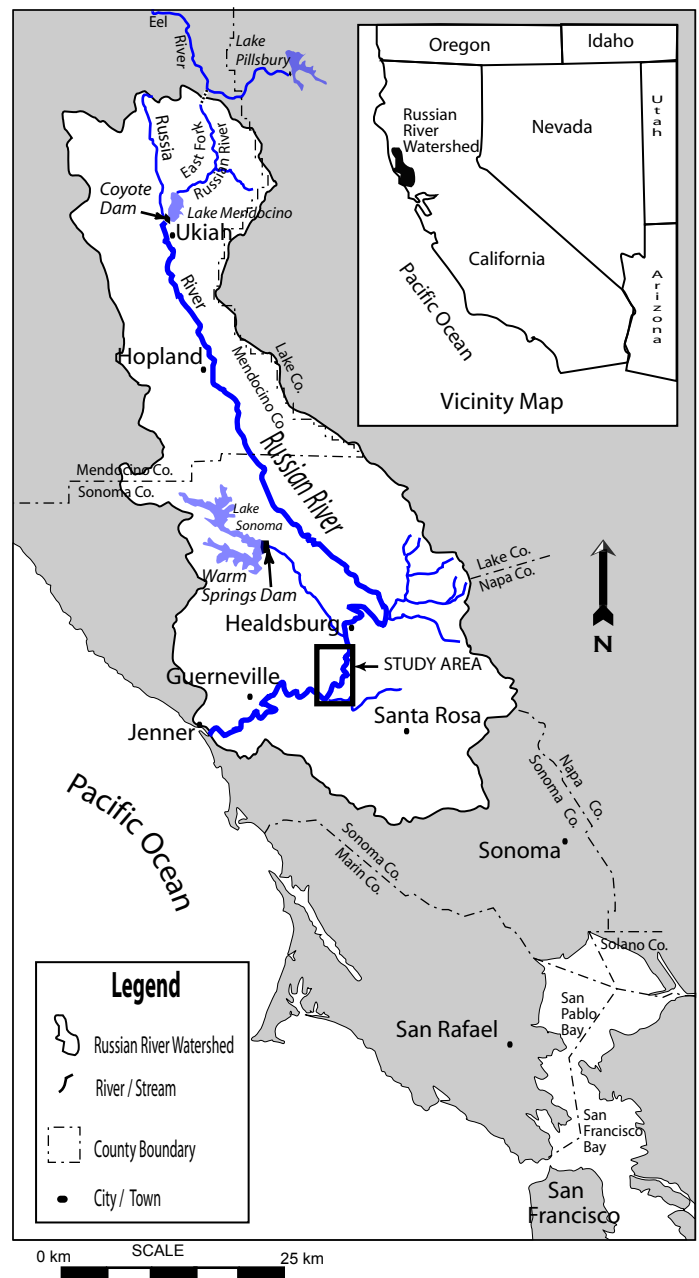 Eel
River
Lake
Pillsbury
Russia
East Fork
Russian River
Coyote
Dam
Lake Mendocino
Ukiah
River
Hopland
Lake Co.
Mendocino Co.
Russian River
Mendocino Co.
Sonoma Co.
Lake
Sonoma
Warm
Springs Dam
Lake Co.
Napa Co.
Healdsburg
STUDY AREA
Guerneville
Santa Rosa
Jenner
N
Pacific Ocean
Napa Co.
Sonoma Co.
Sonoma Co.
Marin Co.
Sonoma
Solano Co.
San
Pablo
Bay
San Rafael
San
Francisco
Bay
San
Francisco
Oregon
Idaho
Utah
Nevada
Russian
River
Watershed
California
Arizona
Pacific Ocean
Vicinity Map
Legend
Russian River Watershed
River / Stream
County Boundary
City / Town
0 km
SCALE
25 km